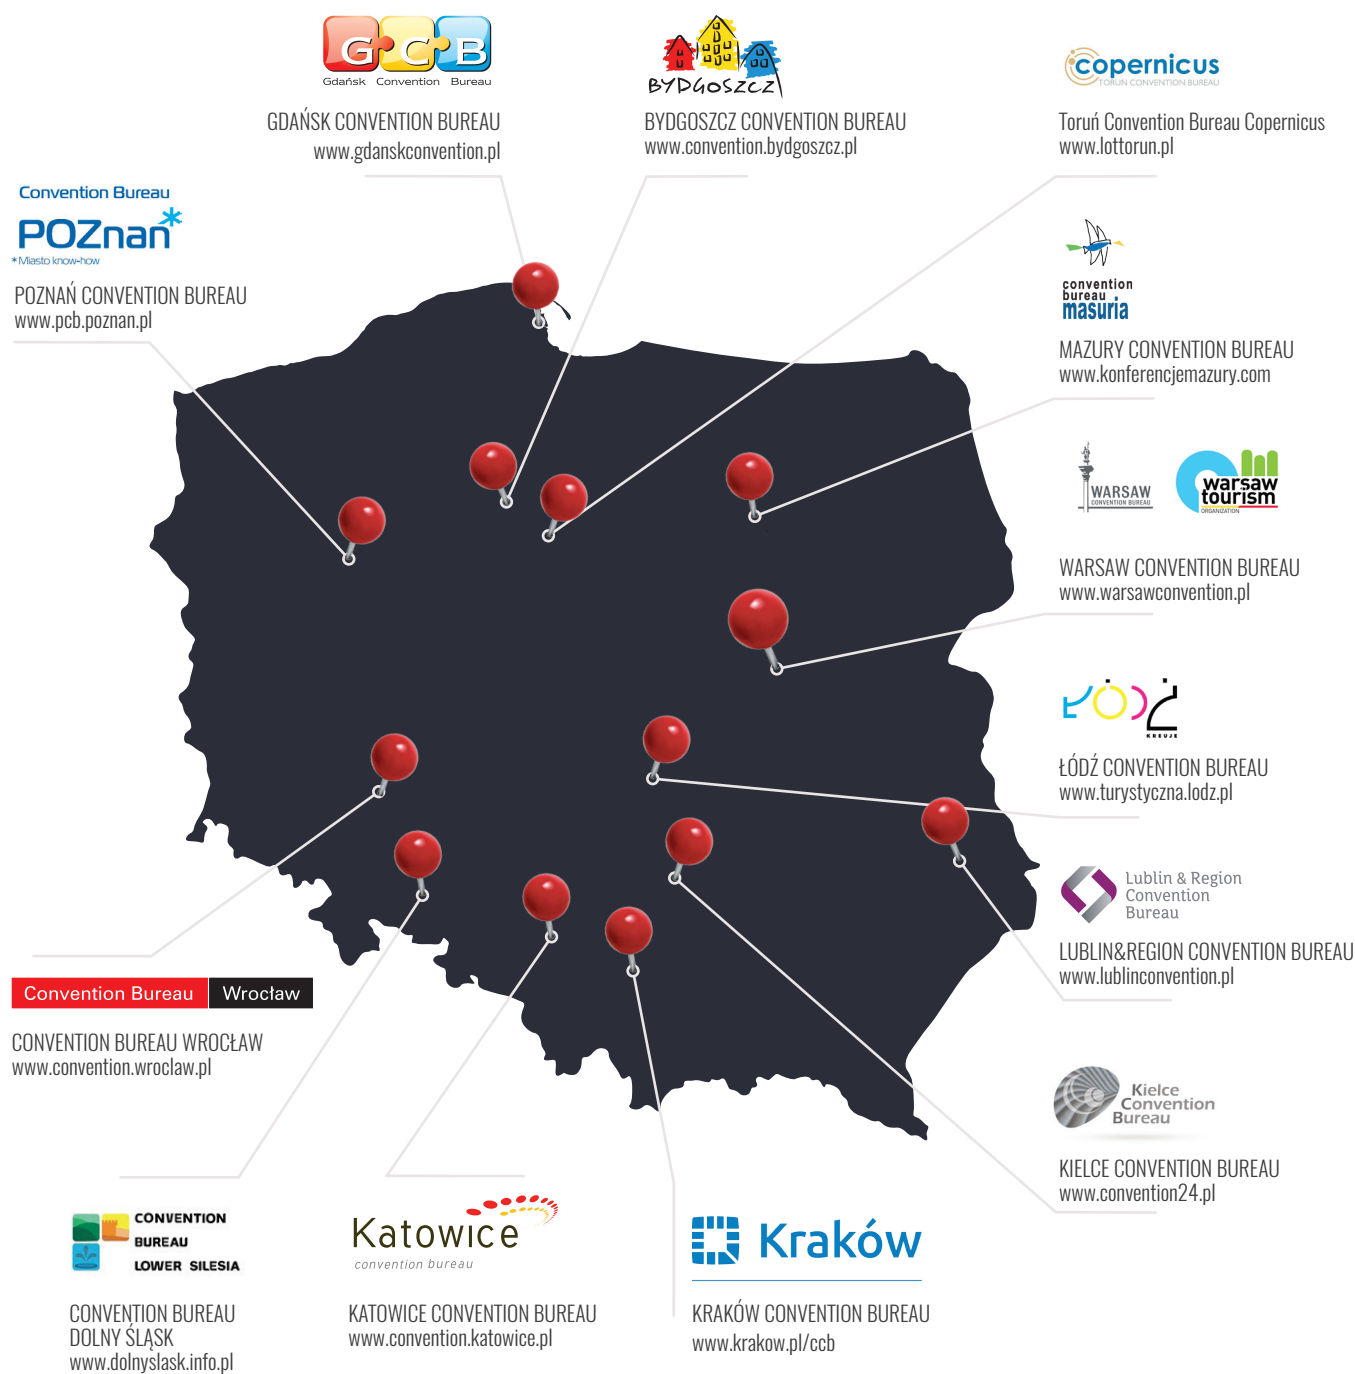 GCB
Gdańsk Convention Bureau
GDAŃSK CONVENTION BUREAU
www.gdanskconvention.pl
BYDGOSZCZ
BYDGOSZCZ CONVENTION BUREAU
www.convention.bydgoszcz.pl
copernicus
TORUŃ CONVENTION BUREAU
Toruń Convention Bureau Copernicus
www.lottorun.pl
Convention Bureau
POZnań*
* Miasto know-how
POZNAŃ CONVENTION BUREAU
www.pcb.poznan.pl
convention
bureau
masuria
MAZURY CONVENTION BUREAU
www.konferencjemazury.com
WARSAW
CONVENTION BUREAU
warsaw
tourism
ORGANIZATION
WARSAW CONVENTION BUREAU
www.warsawconvention.pl
ŁÓDŹ
KREUJE
ŁÓDŹ CONVENTION BUREAU
www.turystyczna.lodz.pl
Lublin & Region
Convention
Bureau
LUBLIN&REGION CONVENTION BUREAU
www.lublinconvention.pl
Convention Bureau Wrocław
CONVENTION BUREAU WROCŁAW
www.convention.wroclaw.pl
Kielce
Convention
Bureau
KIELCE CONVENTION BUREAU
www.convention24.pl
CONVENTION
BUREAU
LOWER SILESIA
CONVENTION BUREAU
DOLNY ŚLĄSK
www.dolnyslask.info.pl
Katowice
convention bureau
KATOWICE CONVENTION BUREAU
www.convention.katowice.pl
Kraków
KRAKÓW CONVENTION BUREAU
www.krakow.pl/ccb